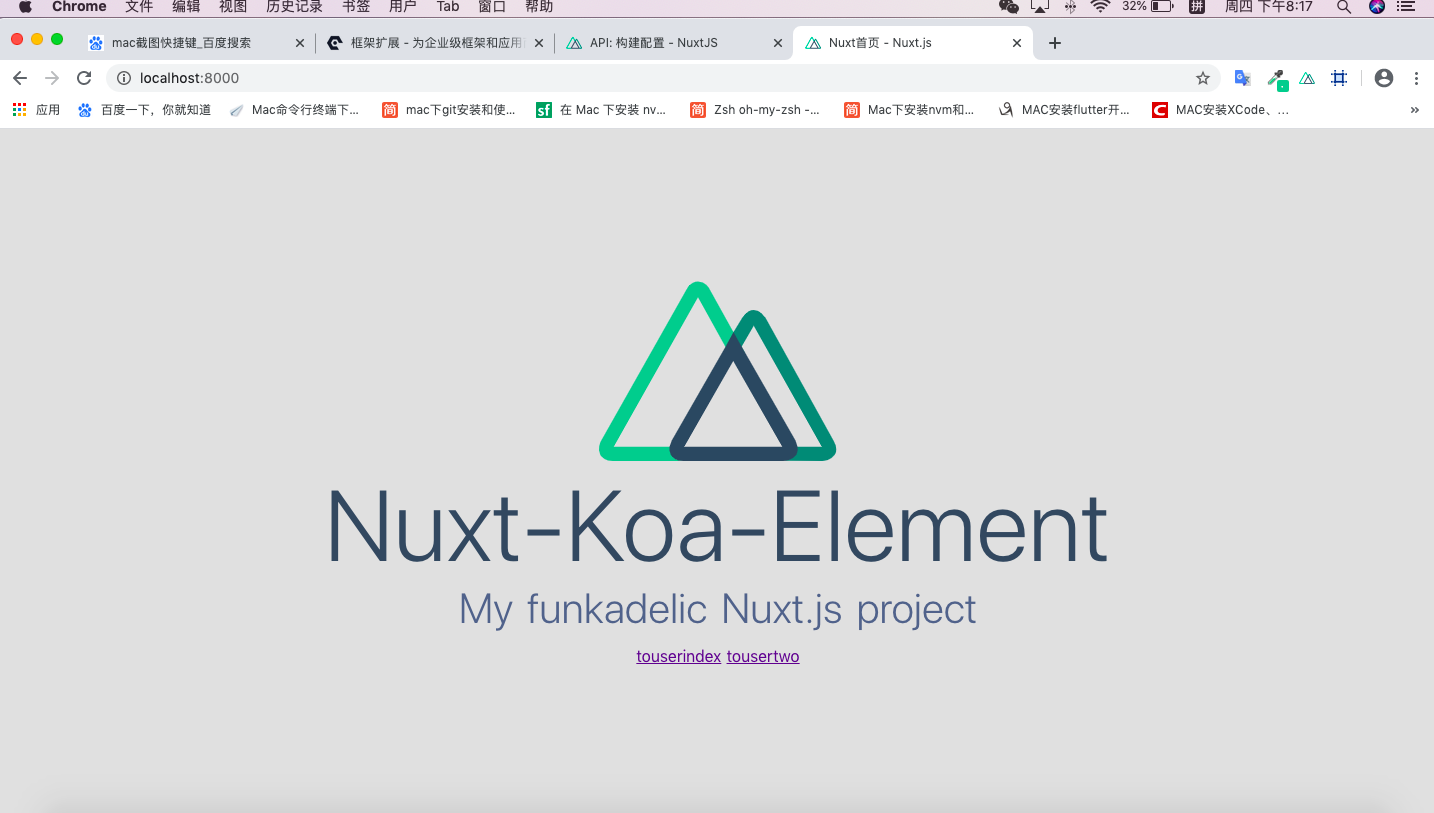 Chrome 文件 编辑 视图 历史记录 书签 用户 Tab 窗口 帮助 32% 拼 周四 下午8:17
mac截图快捷键_百度搜索 框架扩展 - 为企业级框架和应用 API: 构建配置 - NuxtJS Nuxt首页 - Nuxt.js
localhost:8000
应用 百度一下，你就知道 Mac命令行终端下... 简 mac下git安装和使... sf 在 Mac 下安装 nv... 简 Zsh oh-my-zsh -... 简 Mac下安装nvm和... MAC安装flutter开... C MAC安装XCode、... »
Nuxt-Koa-Element
My funkadelic Nuxt.js project
touserindex tousertwo